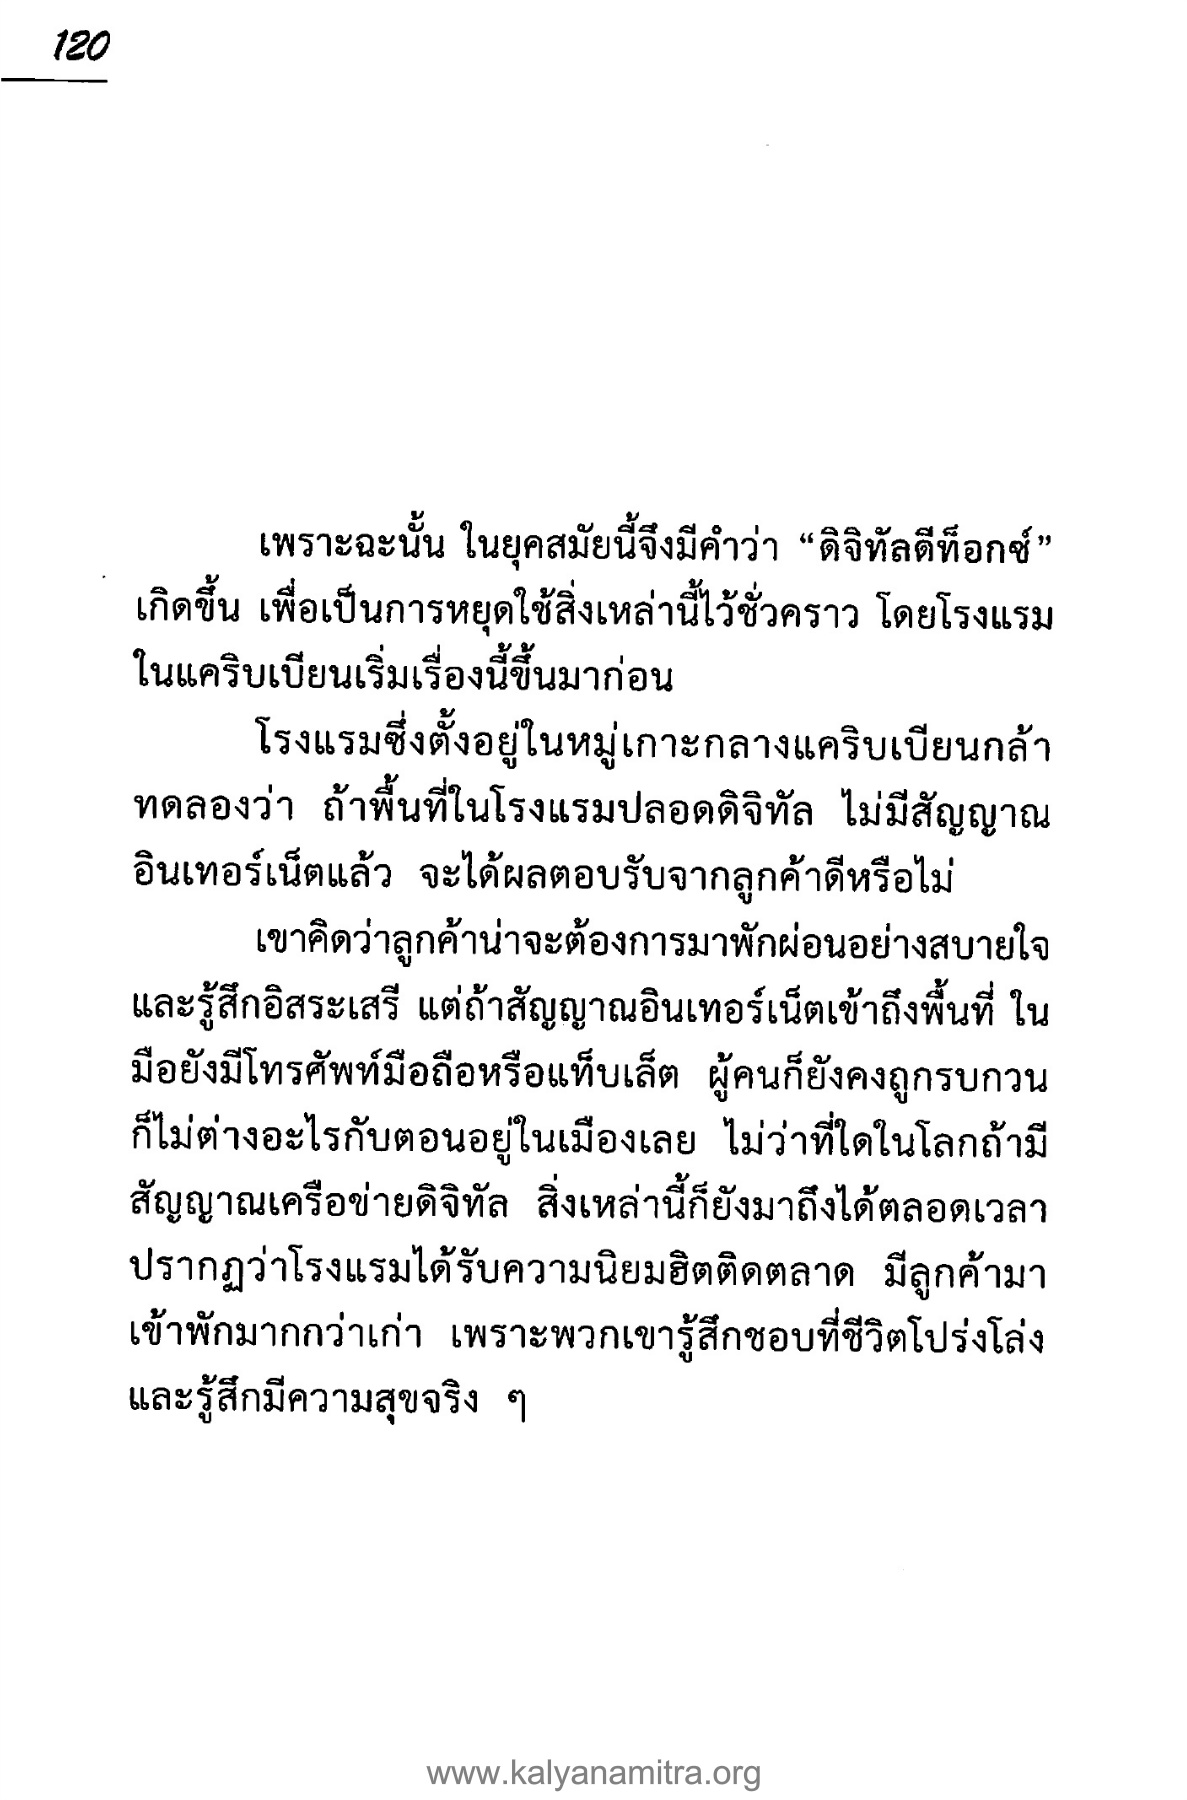 120
เพราะฉะนั้น ในยุคสมัยนี้จึงมีคำว่า “ดิจิทัลดีท็อกซ์”
เกิดขึ้น เพื่อเป็นการหยุดใช้สิ่งเหล่านี้ไว้ชั่วคราว โดยโรงแรม
ในแคริบเบียนเริ่มเรื่องนี้ขึ้นมาก่อน
โรงแรมซึ่งตั้งอยู่ในหมู่เกาะกลางแคริบเบียนกล้า
ทดลองว่า ถ้าพื้นที่ในโรงแรมปลอดดิจิทัล ไม่มีสัญญาณ
อินเทอร์เน็ตแล้ว จะได้ผลตอบรับจากลูกค้าดีหรือไม่
เขาคิดว่าลูกค้าน่าจะต้องการมาพักผ่อนอย่างสบายใจ
และรู้สึกอิสระเสรี แต่ถ้าสัญญาณอินเทอร์เน็ตเข้าถึงพื้นที่ ใน
มือยังมีโทรศัพท์มือถือหรือแท็บเล็ต ผู้คนก็ยังคงถูกรบกวน
ก็ไม่ต่างอะไรกับตอนอยู่ในเมืองเลย ไม่ว่าที่ใดในโลกถ้ามี
สัญญาณเครือข่ายดิจิทัล สิ่งเหล่านี้ก็ยังมาถึงได้ตลอดเวลา
ปรากฏว่าโรงแรมได้รับความนิยมฮิตติดตลาด มีลูกค้ามา
เข้าพักมากกว่าเก่า เพราะพวกเขารู้สึกชอบที่ชีวิตโปร่งโล่ง
และรู้สึกมีความสุขจริง ๆ
www.kalyanamitra.org